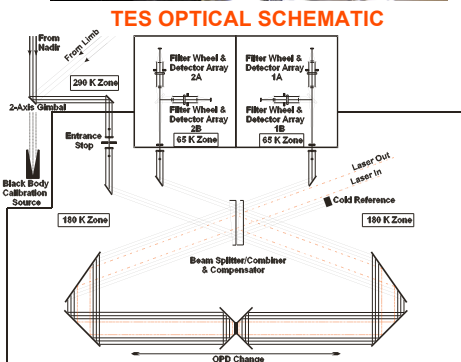 TES OPTICAL SCHEMATIC
From
Nadir
From Limb
290 K Zone
2-Axis Gimbal
Entrance
Stop
Black Body
Calibration
Source
Filter Wheel &
Detector Array
2A
Filter Wheel &
Detector Array
2B
65 K Zone
Filter Wheel &
Detector Array
1A
Filter Wheel &
Detector Array
1B
65 K Zone
Laser Out
Laser In
Cold Reference
180 K Zone
180 K Zone
Beam Splitter/Combiner
& Compensator
OPD Change